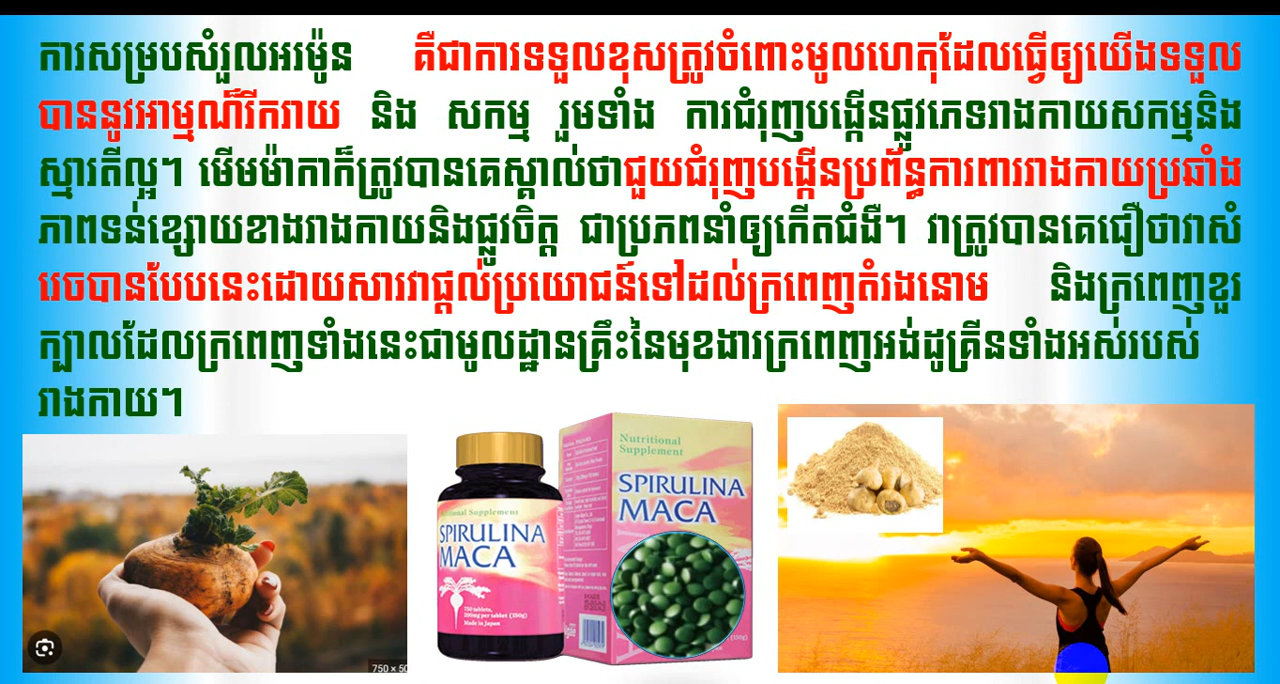 ការសម្របសំរួលអរម៉ូន គឺជាការទទួលខុសត្រូវចំពោះមូលហេតុដែលធ្វើឲ្យយើងទទួល
បាននូវអារម្មណ៏រីករាយ និង សកម្ម រួមទាំង ការជំរុញបង្កើនផ្លូវភេទរាងកាយសកម្មនិង
ស្មារតីល្អ។ មើមម៉ាកាក៏ត្រូវបានគេស្គាល់ថាជួយជំរុញបង្កើនប្រព័ន្ធការពាររាងកាយប្រឆាំង
ភាពទន់ខ្សោយខាងរាងកាយនិងផ្លូវចិត្ត ជាប្រភពនាំឲ្យកើតជំងឺ។ វាត្រូវបានគេជឿថាវាសំ
រេចបានបែបនេះដោយសារវាផ្តល់ប្រយោជន៍ទៅដល់ក្រពេញតំរងនោម និងក្រពេញខួរ
ក្បាលដែលក្រពេញទាំងនេះជាមូលដ្ឋានគ្រឹះនៃមុខងារក្រពេញអង់ដូគ្រីនទាំងអស់របស់
រាងកាយ។
Nutritional
Supplement
SPIRULINA
MACA
Nutritional Supplement
SPIRULINA
MACA
750 tablets,
200mg per tablet (150g)
Made in Japan
750 × 50